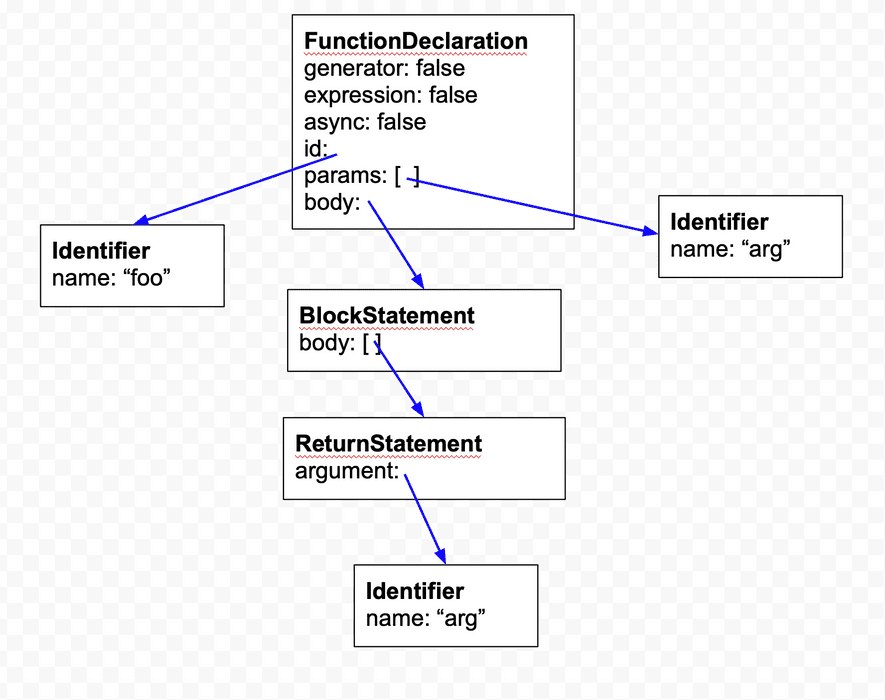 FunctionDeclaration
generator: false
expression: false
async: false
id:
params: [ ]
body:
Identifier
name: “foo”
Identifier
name: “arg”
BlockStatement
body: [ ]
ReturnStatement
argument:
Identifier
name: “arg”